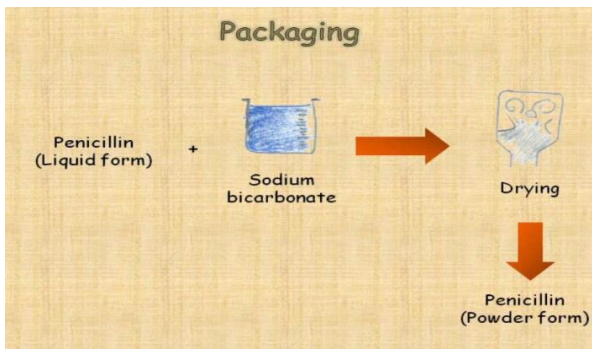 Packaging
Penicillin
(Liquid form)
+
Sodium
bicarbonate
Drying
Penicillin
(Powder form)